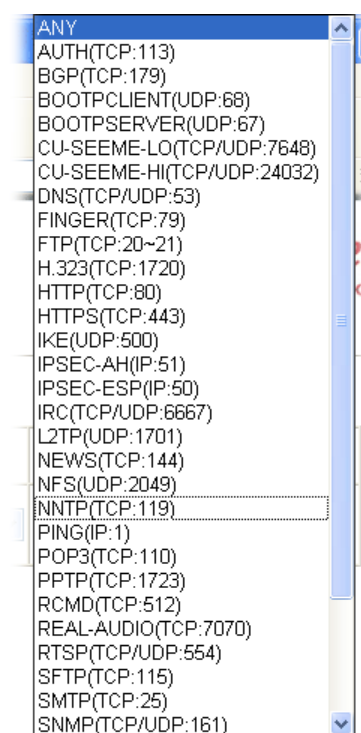 ANY
AUTH(TCP:113)
BGP(TCP:179)
BOOTPCLIENT(UDP:68)
BOOTPSERVER(UDP:67)
CU-SEEME-LO(TCP/UDP:7648)
CU-SEEME-HI(TCP/UDP:24032)
DNS(TCP/UDP:53)
FINGER(TCP:79)
FTP(TCP:20~21)
H.323(TCP:1720)
HTTP(TCP:80)
HTTPS(TCP:443)
IKE(UDP:500)
IPSEC-AH(IP:51)
IPSEC-ESP(IP:50)
IRC(TCP/UDP:6667)
L2TP(UDP:1701)
NEWS(TCP:144)
NFS(UDP:2049)
NNTP(TCP:119)
PING(IP:1)
POP3(TCP:110)
PPTP(TCP:1723)
RCMD(TCP:512)
REAL-AUDIO(TCP:7070)
RTSP(TCP/UDP:554)
SFTP(TCP:115)
SMTP(TCP:25)
SNMP(TCP/UDP:161)